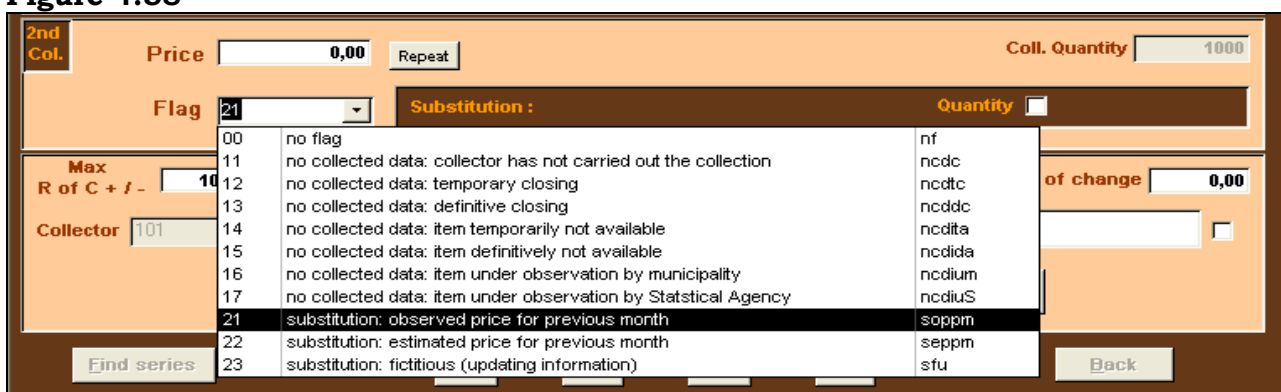 2nd
Col.
Price 0,00 Repeat Coll. Quantity 1000
Flag 21 Substitution : Quantity
00 no flag nf
11 no collected data: collector has not carried out the collection ncdc
12 no collected data: temporary closing ncdtc
13 no collected data: definitive closing ncddc
14 no collected data: item temporarily not available ncdita
15 no collected data: item definitively not available ncdida
16 no collected data: item under observation by municipality ncdium
17 no collected data: item under observation by Statstical Agency ncdiuS
21 substitution: observed price for previous month soppm
22 substitution: estimated price for previous month seppm
23 substitution: fictitious (updating information) sfu
Max
R of C + / - 10 of change 0,00
Collector 101
Find series Back